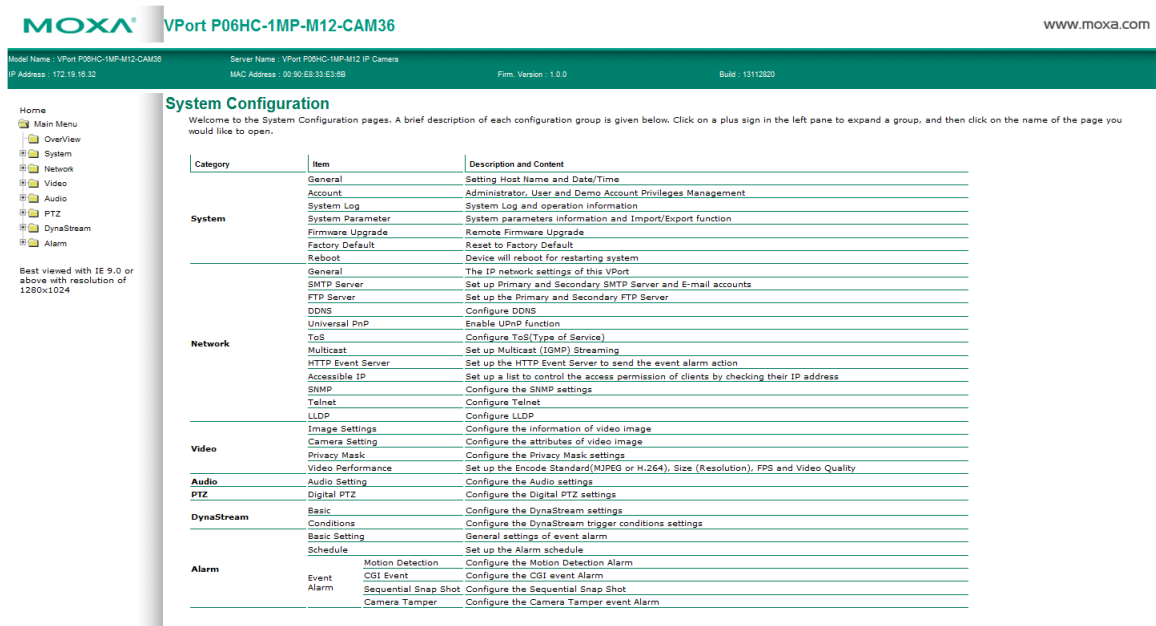 MOXA®
VPort P06HC-1MP-M12-CAM36
www.moxa.com
Model Name : VPort P06HC-1MP-M12-CAM36
Server Name : VPort P06HC-1MP-M12 IP Camera
IP Address : 172.19.16.32
MAC Address : 00:90:E8:33:E3:6B
Firm. Version : 1.0.0
Build : 13112820
Home
Main Menu
OverView
System
Network
Video
Audio
PTZ
DynaStream
Alarm
Best viewed with IE 9.0 or
above with resolution of
1280x1024
System Configuration
Welcome to the System Configuration pages. A brief description of each configuration group is given below. Click on a plus sign in the left pane to expand a group, and then click on the name of the page you
would like to open.
Category Item Description and Content
System
General Setting Host Name and Date/Time
Account Administrator, User and Demo Account Privileges Management
System Log System Log and operation information
System Parameter System parameters information and Import/Export function
Firmware Upgrade Remote Firmware Upgrade
Factory Default Reset to Factory Default
Reboot Device will reboot for restarting system
Network
General The IP network settings of this VPort
SMTP Server Set up Primary and Secondary SMTP Server and E-mail accounts
FTP Server Set up the Primary and Secondary FTP Server
DDNS Configure DDNS
Universal PnP Enable UPnP function
ToS Configure ToS(Type of Service)
Multicast Set up Multicast (IGMP) Streaming
HTTP Event Server Set up the HTTP Event Server to send the event alarm action
Accessible IP Set up a list to control the access permission of clients by checking their IP address
SNMP Configure the SNMP settings
Telnet Configure Telnet
LLDP Configure LLDP
Video
Image Settings Configure the information of video image
Camera Setting Configure the attributes of video image
Privacy Mask Configure the Privacy Mask settings
Video Performance Set up the Encode Standard(MJPEG or H.264), Size (Resolution), FPS and Video Quality
Audio Audio Setting Configure the Audio settings
PTZ Digital PTZ Configure the Digital PTZ settings
DynaStream
Basic Configure the DynaStream settings
Conditions Configure the DynaStream trigger conditions settings
Alarm
Basic Setting General settings of event alarm
Schedule Set up the Alarm schedule
Event
Alarm
Motion Detection Configure the Motion Detection Alarm
CGI Event Configure the CGI event Alarm
Sequential Snap Shot Configure the Sequential Snap Shot
Camera Tamper Configure the Camera Tamper event Alarm